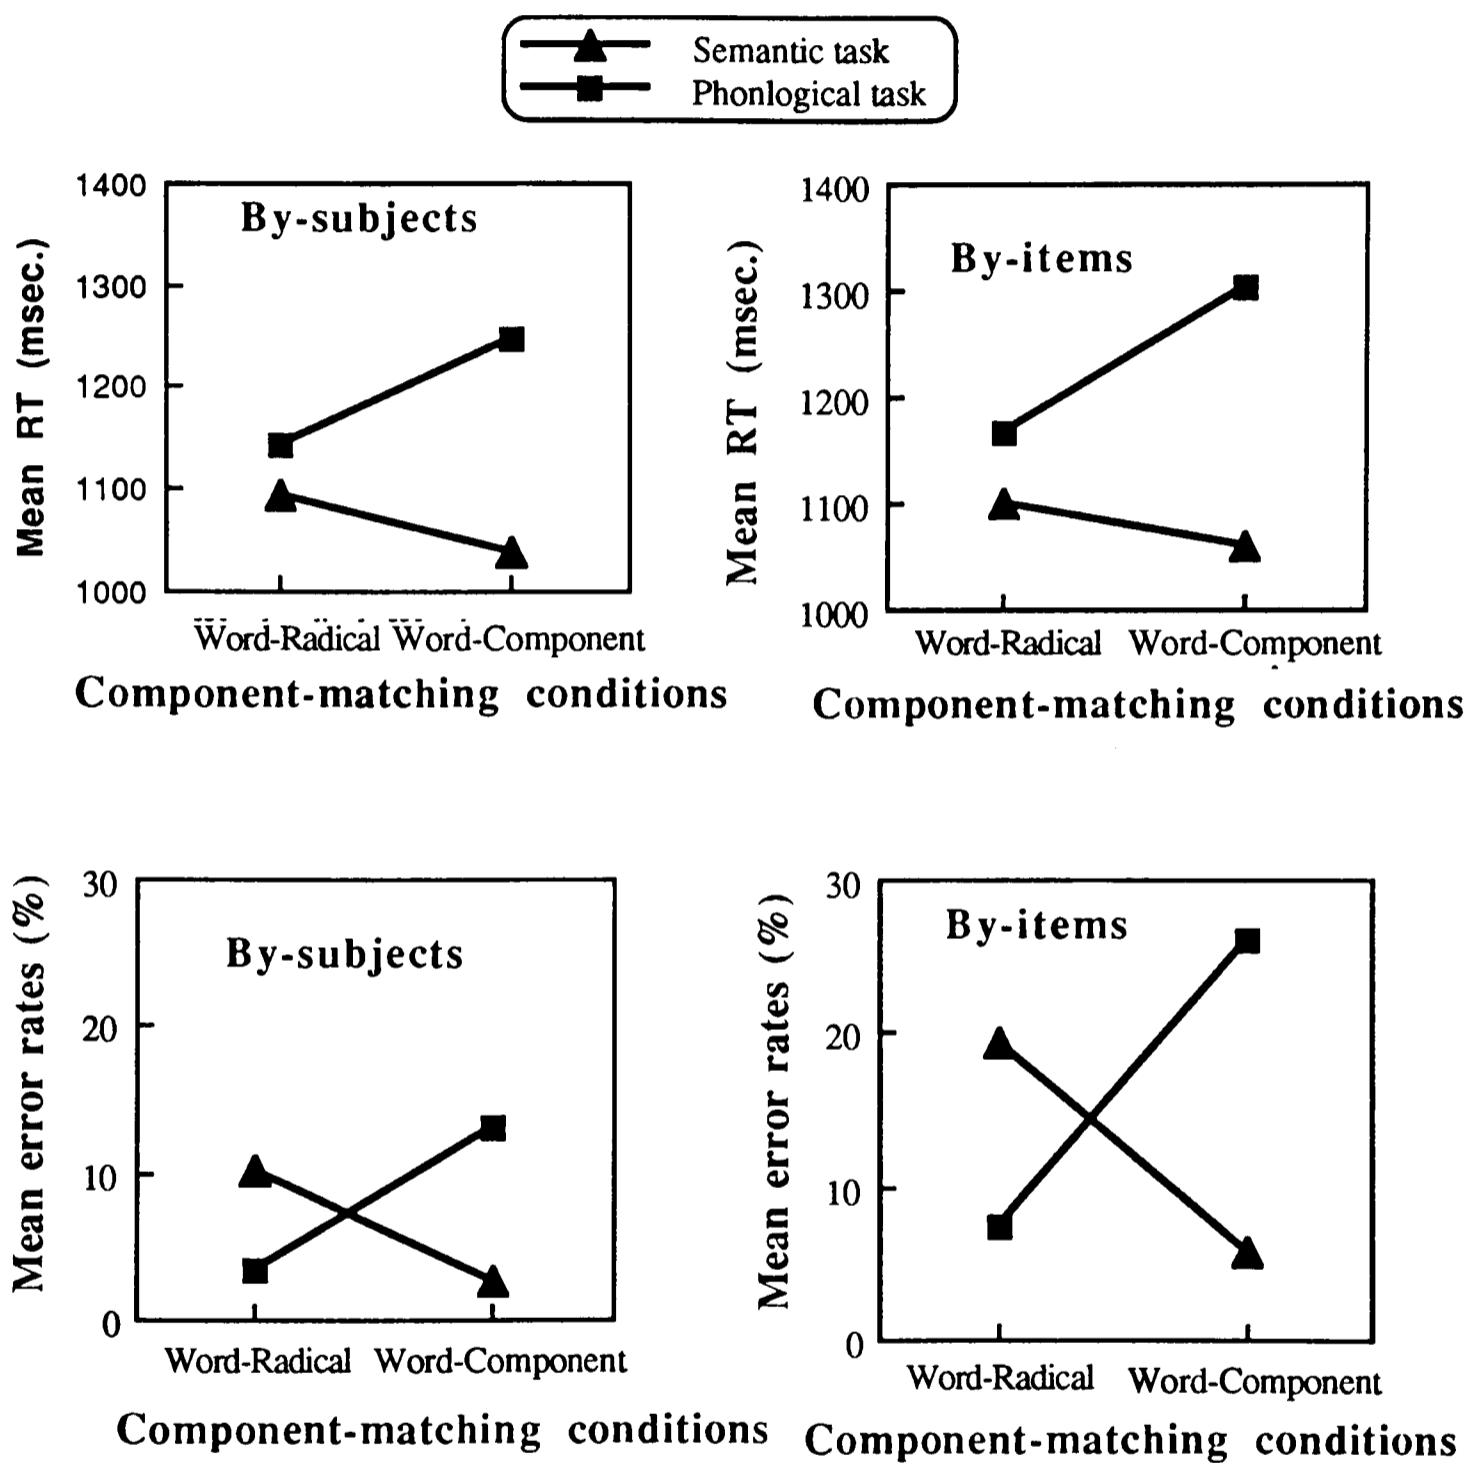 Semantic task
Phonlogical task
By-subjects
Mean RT (msec.)
1400
1300
1200
1100
1000
Word-Radical Word-Component
Component-matching conditions
By-items
Mean RT (msec.)
1400
1300
1200
1100
1000
Word-Radical Word-Component
Component-matching conditions
By-subjects
Mean error rates (%)
30
20
10
0
Word-Radical Word-Component
Component-matching conditions
By-items
Mean error rates (%)
30
20
10
0
Word-Radical Word-Component
Component-matching conditions